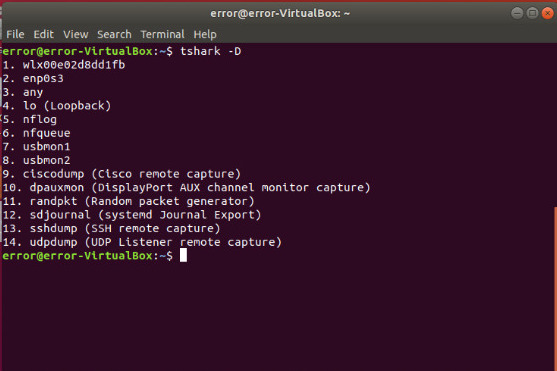 error@error-VirtualBox: ~
File Edit View Search Terminal Help
error@error-VirtualBox:~$ tshark -D
1. wlx00e02d8dd1fb
2. enp0s3
3. any
4. lo (Loopback)
5. nflog
6. nfqueue
7. usbmon1
8. usbmon2
9. ciscodump (Cisco remote capture)
10. dpauxmon (DisplayPort AUX channel monitor capture)
11. randpkt (Random packet generator)
12. sdjournal (systemd Journal Export)
13. sshdump (SSH remote capture)
14. udpdump (UDP Listener remote capture)
error@error-VirtualBox:~$